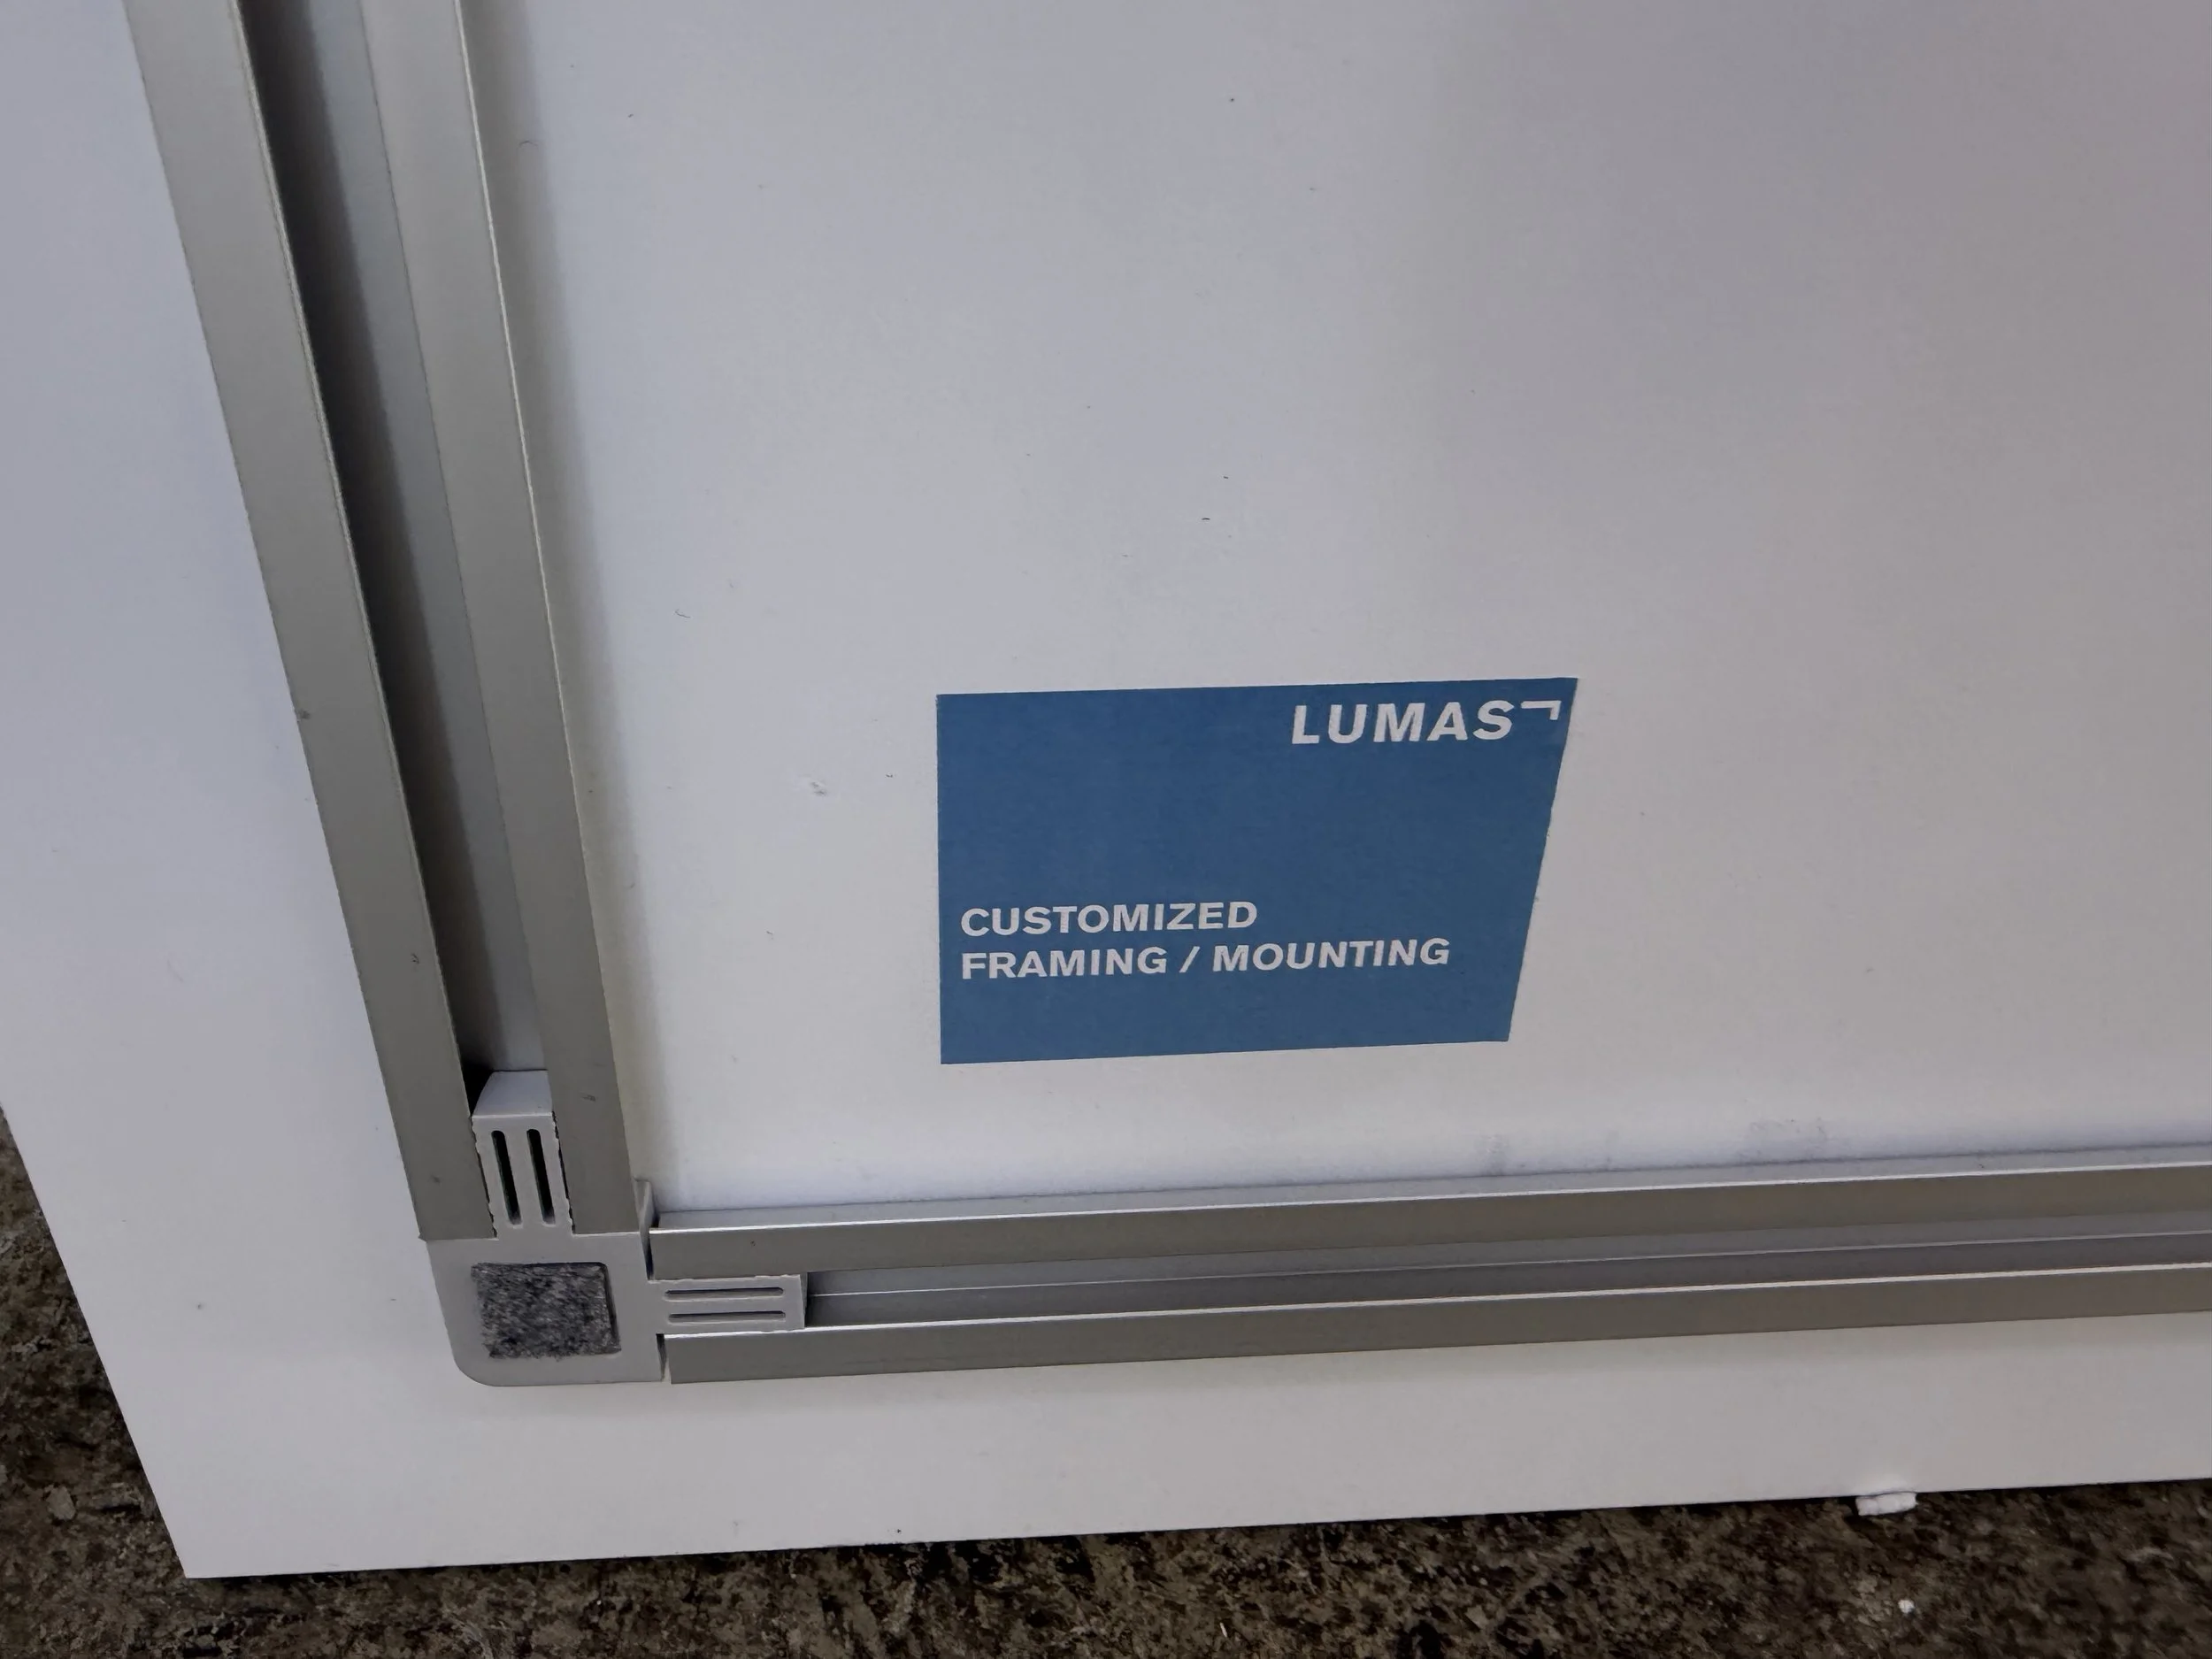 LUMAS
CUSTOMIZED
FRAMING / MOUNTING